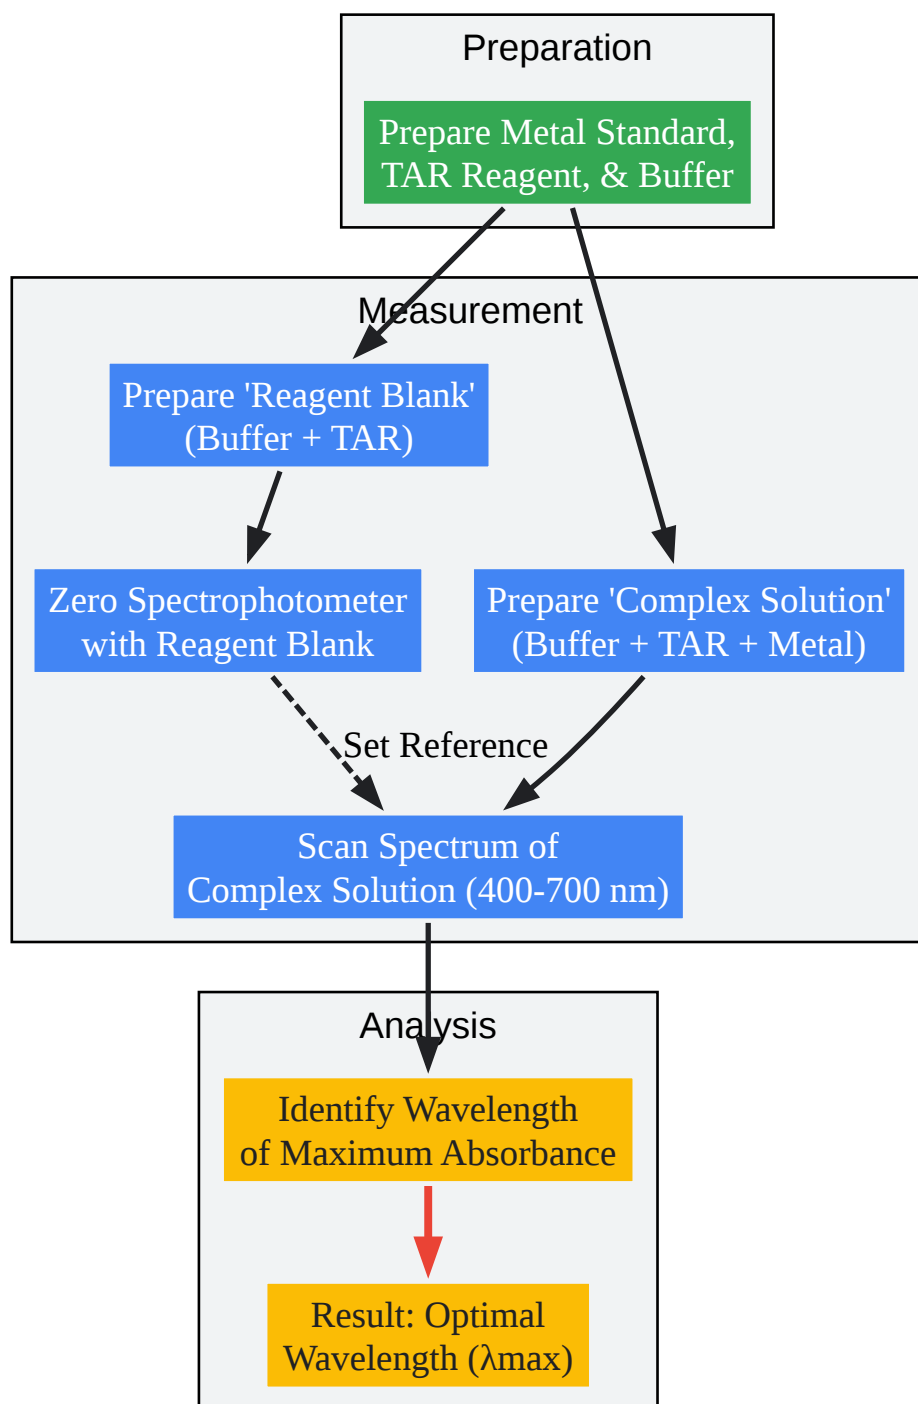 Preparation
Prepare Metal Standard,
TAR Reagent, & Buffer
Measurement
Prepare 'Reagent Blank'
(Buffer + TAR)
Zero Spectrophotometer
with Reagent Blank
Prepare 'Complex Solution'
(Buffer + TAR + Metal)
Set Reference
Scan Spectrum of
Complex Solution (400-700 nm)
Analysis
Identify Wavelength
of Maximum Absorbance
Result: Optimal
Wavelength (λmax)